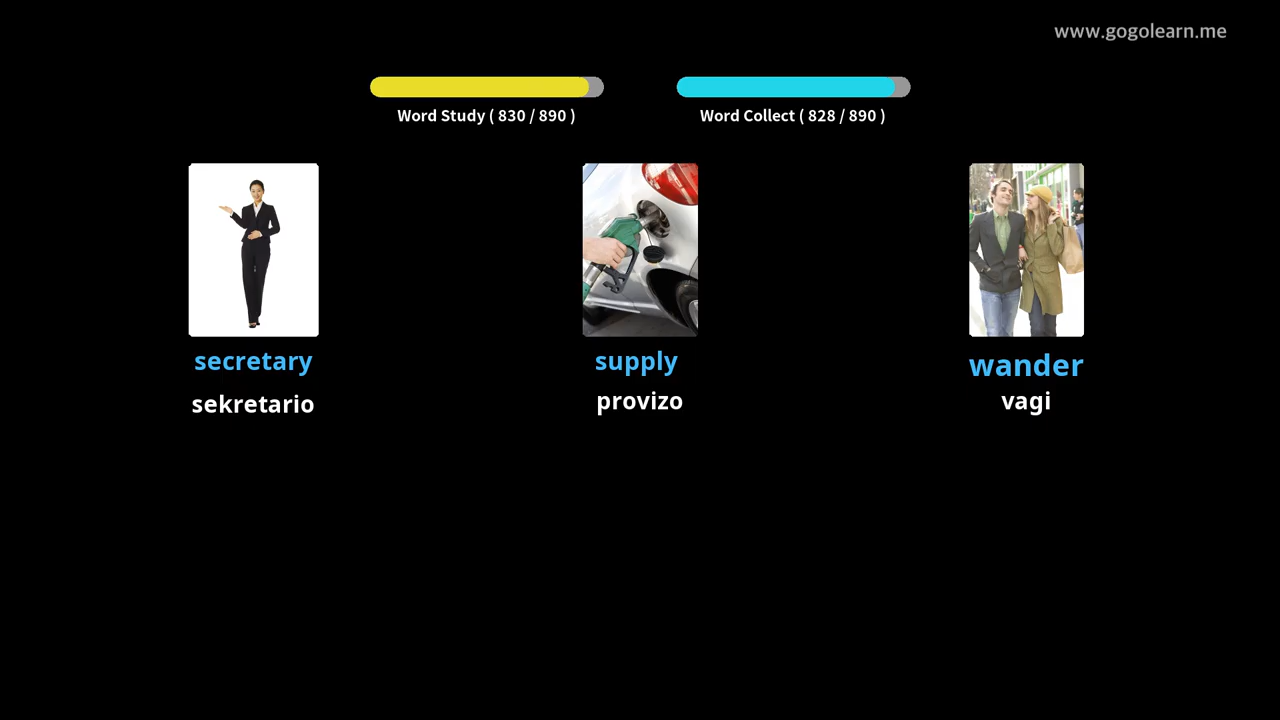 www.gogolearn.me
Word Study ( 830 / 890 )
Word Collect ( 828 / 890 )
secretary
sekretario
supply
provizo
wander
vagi